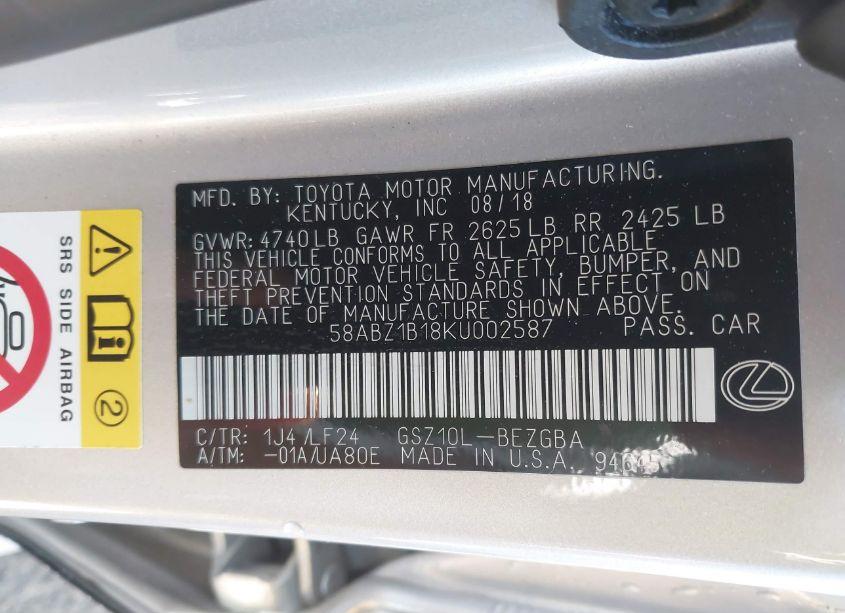 MFD. BY: TOYOTA MOTOR MANUFACTURING.
KENTUCKY, INC 08/18
GVWR: 4740LB GAWR FR 2625LB RR 2425 LB
THIS VEHICLE CONFORMS TO ALL APPLICABLE
FEDERAL MOTOR VEHICLE SAFETY, BUMPER, AND
THEFT PREVENTION STANDARDS IN EFFECT ON
THE DATE OF MANUFACTURE SHOWN ABOVE.
58ABZ1B18KU002587 PASS. CAR
C/TR: 1J4 /LF24 GSZ10L-BEZGBA
A/TM: -01A/UA80E MADE IN U.S.A.
SRS SIDE AIRBAG
2